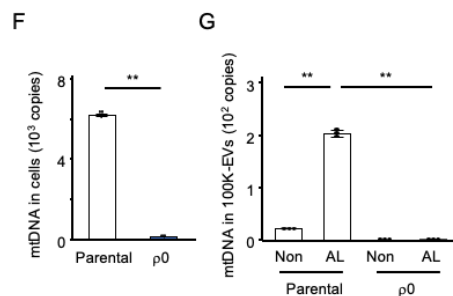 F
mtDNA in cells (10³ copies)
8
4
0
**
Parental ρ0
G
mtDNA in 100K-EVs (10² copies)
3
2
1
0
** **
Non AL Non AL
Parental ρ0